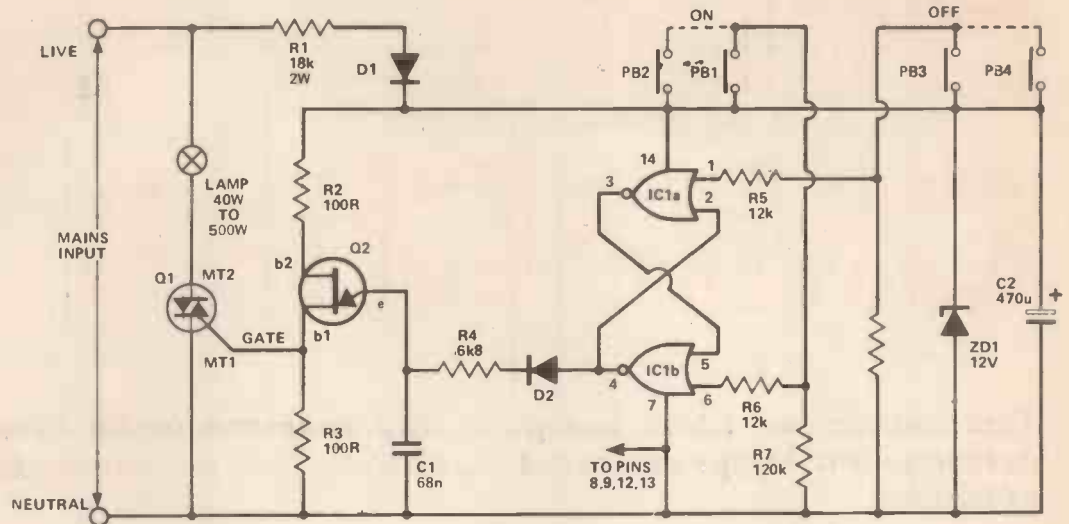 ON
OFF
LIVE
R1
18k
2W
D1
PB2
PB1
PB3
PB4
14
3
1
2
IC1a
R5
12k
R2
100R
LAMP
40W
TO
500W
MAINS
INPUT
Q1
MT2
MT1
GATE
b2
Q2
e
b1
R4
6k8
D2
4
IC1b
5
6
7
R6
12k
C2
470u
+
ZD1
12V
R3
100R
C1
68n
TO PINS
8,9,12,13
R7
120k
NEUTRAL